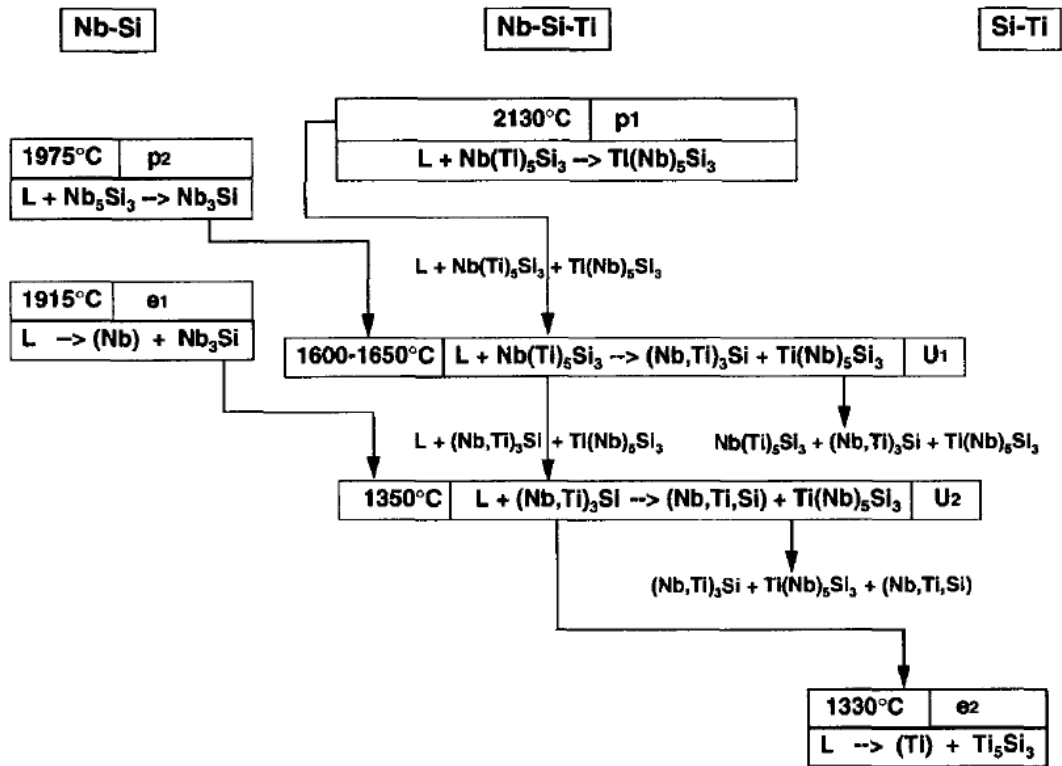 Nb-Si
Nb-Si-Ti
Si-Ti
2130°C p1
L + Nb(Ti)₅Si₃ --> Ti(Nb)₅Si₃
1975°C p2
L + Nb₅Si₃ --> Nb₃Si
L + Nb(Ti)₅Si₃ + Ti(Nb)₅Si₃
1915°C e1
L --> (Nb) + Nb₃Si
1600-1650°C L + Nb(Ti)₅Si₃ --> (Nb,Ti)₃Si + Ti(Nb)₅Si₃ U1
L + (Nb,Ti)₃Si + Ti(Nb)₅Si₃
Nb(Ti)₅Si₃ + (Nb,Ti)₃Si + Ti(Nb)₅Si₃
1350°C L + (Nb,Ti)₃Si --> (Nb,Ti,Si) + Ti(Nb)₅Si₃ U2
(Nb,Ti)₃Si + Ti(Nb)₅Si₃ + (Nb,Ti,Si)
1330°C e2
L --> (Ti) + Ti₅Si₃